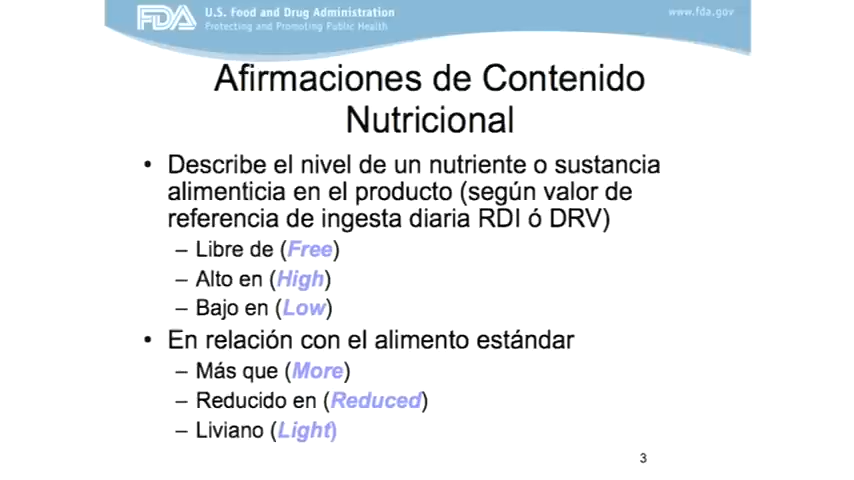 FDA U.S. Food and Drug Administration
Protecting and Promoting Public Health
www.fda.gov
Afirmaciones de Contenido
Nutricional
• Describe el nivel de un nutriente o sustancia
alimenticia en el producto (según valor de
referencia de ingesta diaria RDI ó DRV)
– Libre de (Free)
– Alto en (High)
– Bajo en (Low)
• En relación con el alimento estándar
– Más que (More)
– Reducido en (Reduced)
– Liviano (Light)
3